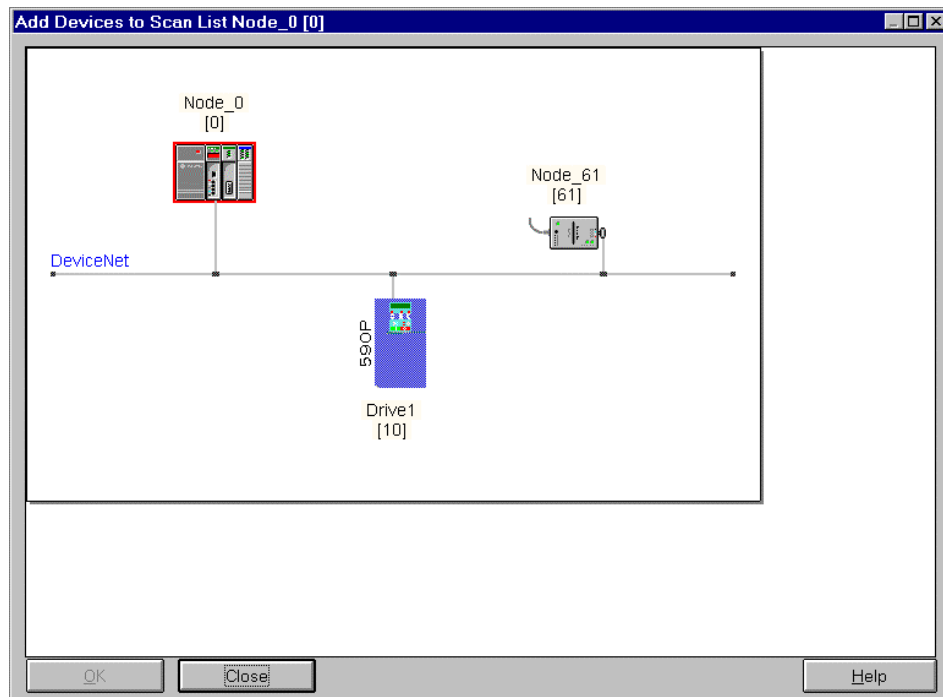 Add Devices to Scan List Node_0 [0]
Node_0
[0]
Node_61
[61]
DeviceNet
590P
Drive1
[10]
OK
Close
Help